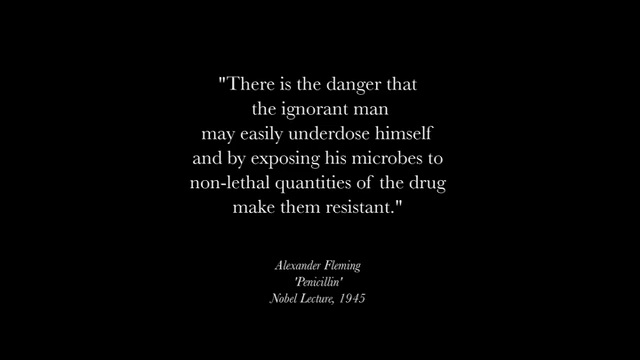 "There is the danger that
the ignorant man
may easily underdose himself
and by exposing his microbes to
non-lethal quantities of the drug
make them resistant."
Alexander Fleming
'Penicillin'
Nobel Lecture, 1945